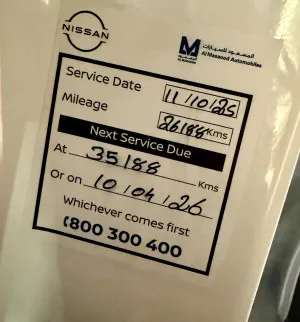 NISSAN
المسعود للسيارات
Al Masaood Automobiles
Service Date 11/10/25
Mileage 26188 Kms
Next Service Due
At 35188 Kms
Or on 10/04/26
Whichever comes first
800 300 400